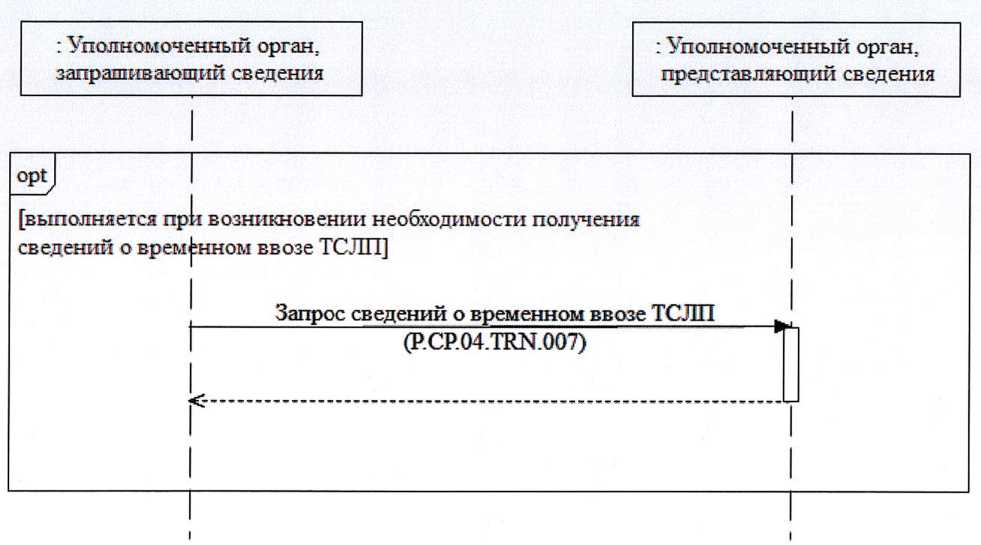 : Уполномоченный орган,
запрашивающий сведения
: Уполномоченный орган,
представляющий сведения
opt
[выполняется при возникновении необходимости получения
сведений о временном ввозе ТСЛП]
Запрос сведений о временном ввозе ТСЛП
(P.CP.04.TRN.007)